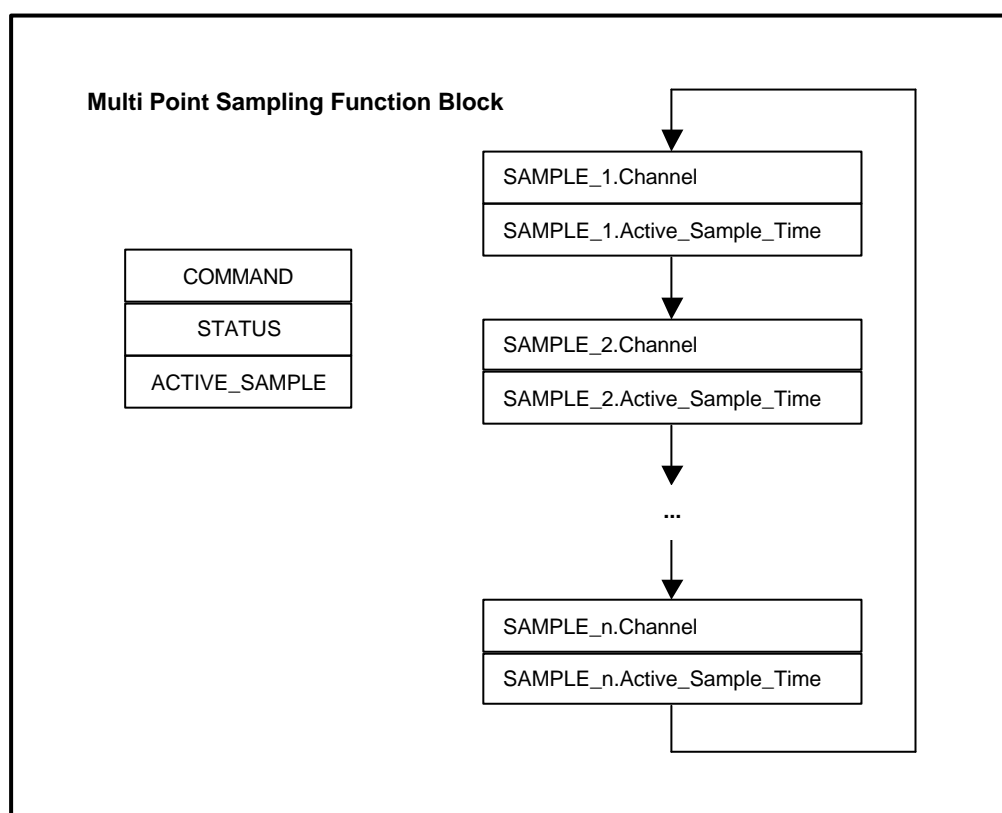 Multi Point Sampling Function Block
SAMPLE_1.Channel
SAMPLE_1.Active_Sample_Time
COMMAND
STATUS
ACTIVE_SAMPLE
SAMPLE_2.Channel
SAMPLE_2.Active_Sample_Time
...
SAMPLE_n.Channel
SAMPLE_n.Active_Sample_Time